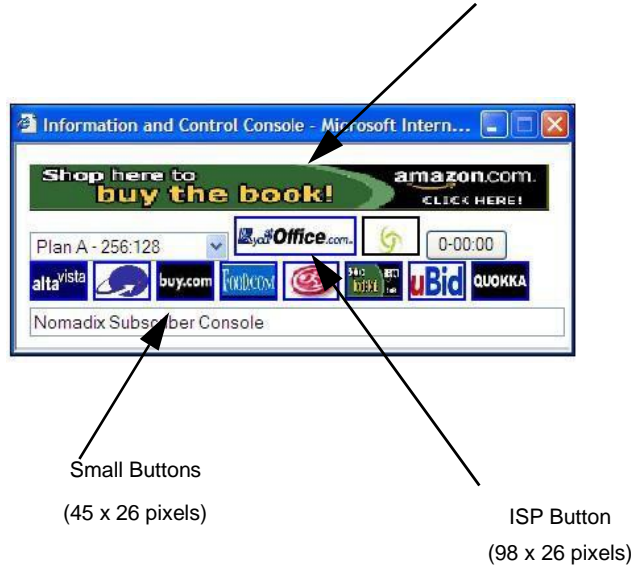 Information and Control Console - Microsoft Intern...
Shop here to
buy the book!
amazon.com.
CLICK HERE!
Plan A - 256:128
Office.com
0-00:00
altavista
buy.com
FOOD.COM
uBid
QUOKKA
Nomadix Subscriber Console
Small Buttons
(45 x 26 pixels)
ISP Button
(98 x 26 pixels)